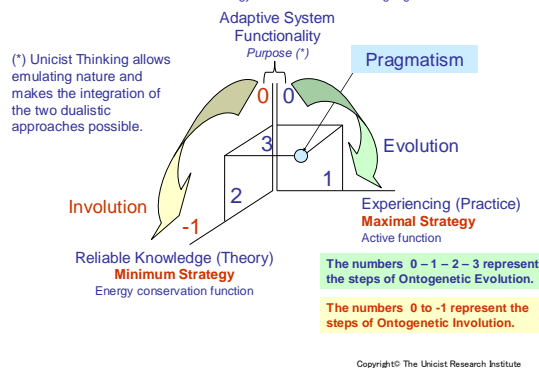 Adaptive System
Functionality
Purpose (*)
(*) Unicist Thinking allows
emulating nature and
makes the integration of
the two dualistic
approaches possible.
Pragmatism
0 0
3
Evolution
1
2
Involution
-1
Experiencing (Practice)
Maximal Strategy
Active function
Reliable Knowledge (Theory)
Minimum Strategy
Energy conservation function
The numbers 0 – 1 – 2 – 3 represent
the steps of Ontogenetic Evolution.
The numbers 0 to -1 represent the
steps of Ontogenetic Involution.
Copyright© The Unicist Research Institute